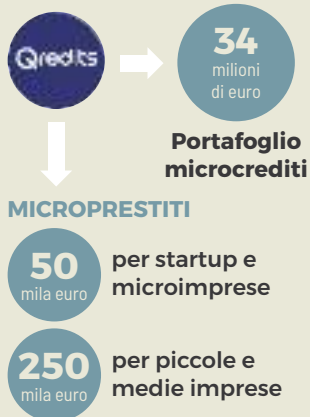 Qredits
34
milioni
di euro
Portafoglio
microcrediti
MICROPRESTITI
50
mila euro
per startup e
microimprese
250
mila euro
per piccole e
medie imprese